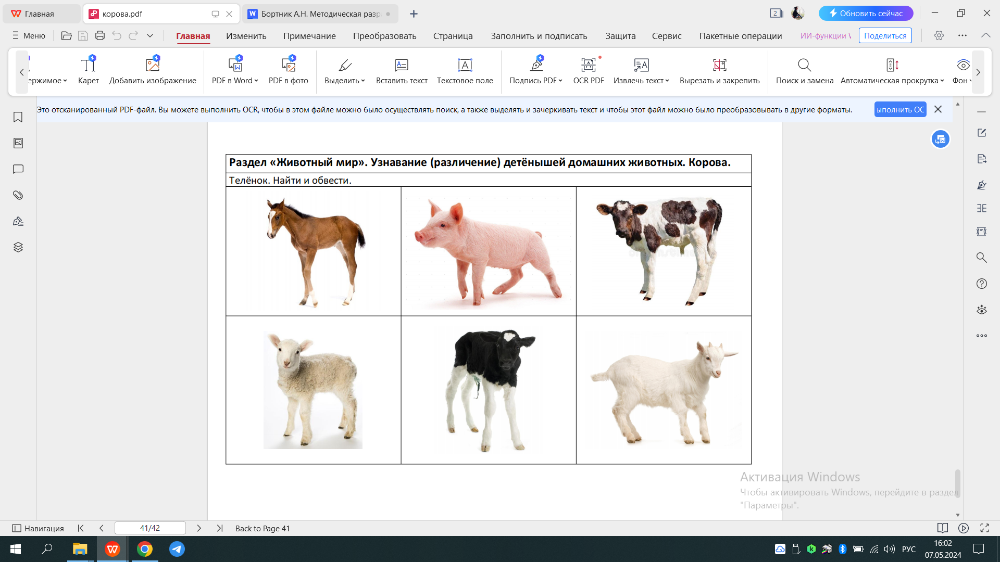 Главная
корова.pdf
Бортник А.Н. Методическая разр
2
Обновить сейчас
Меню
Главная
Изменить
Примечание
Преобразовать
Страница
Заполнить и подписать
Защита
Сервис
Пакетные операции
ИИ-функции
Поделиться
ержимое
Карет
Добавить изображение
PDF в Word
PDF в фото
Выделить
Вставить текст
Текстовое поле
Подпись PDF
OCR PDF
Извлечь текст
Вырезать и закрепить
Поиск и замена
Автоматическая прокрутка
Фон
Это отсканированный PDF-файл. Вы можете выполнить OCR, чтобы в этом файле можно было осуществлять поиск, а также выделять и зачеркивать текст и чтобы этот файл можно было преобразовывать в другие форматы.
ыполнить ОС
Раздел «Животный мир». Узнавание (различение) детёнышей домашних животных. Корова.
Телёнок. Найти и обвести.
Активация Windows
Чтобы активировать Windows, перейдите в раздел
"Параметры".
Навигация
41/42
Back to Page 41
РУС
16:02
07.05.2024